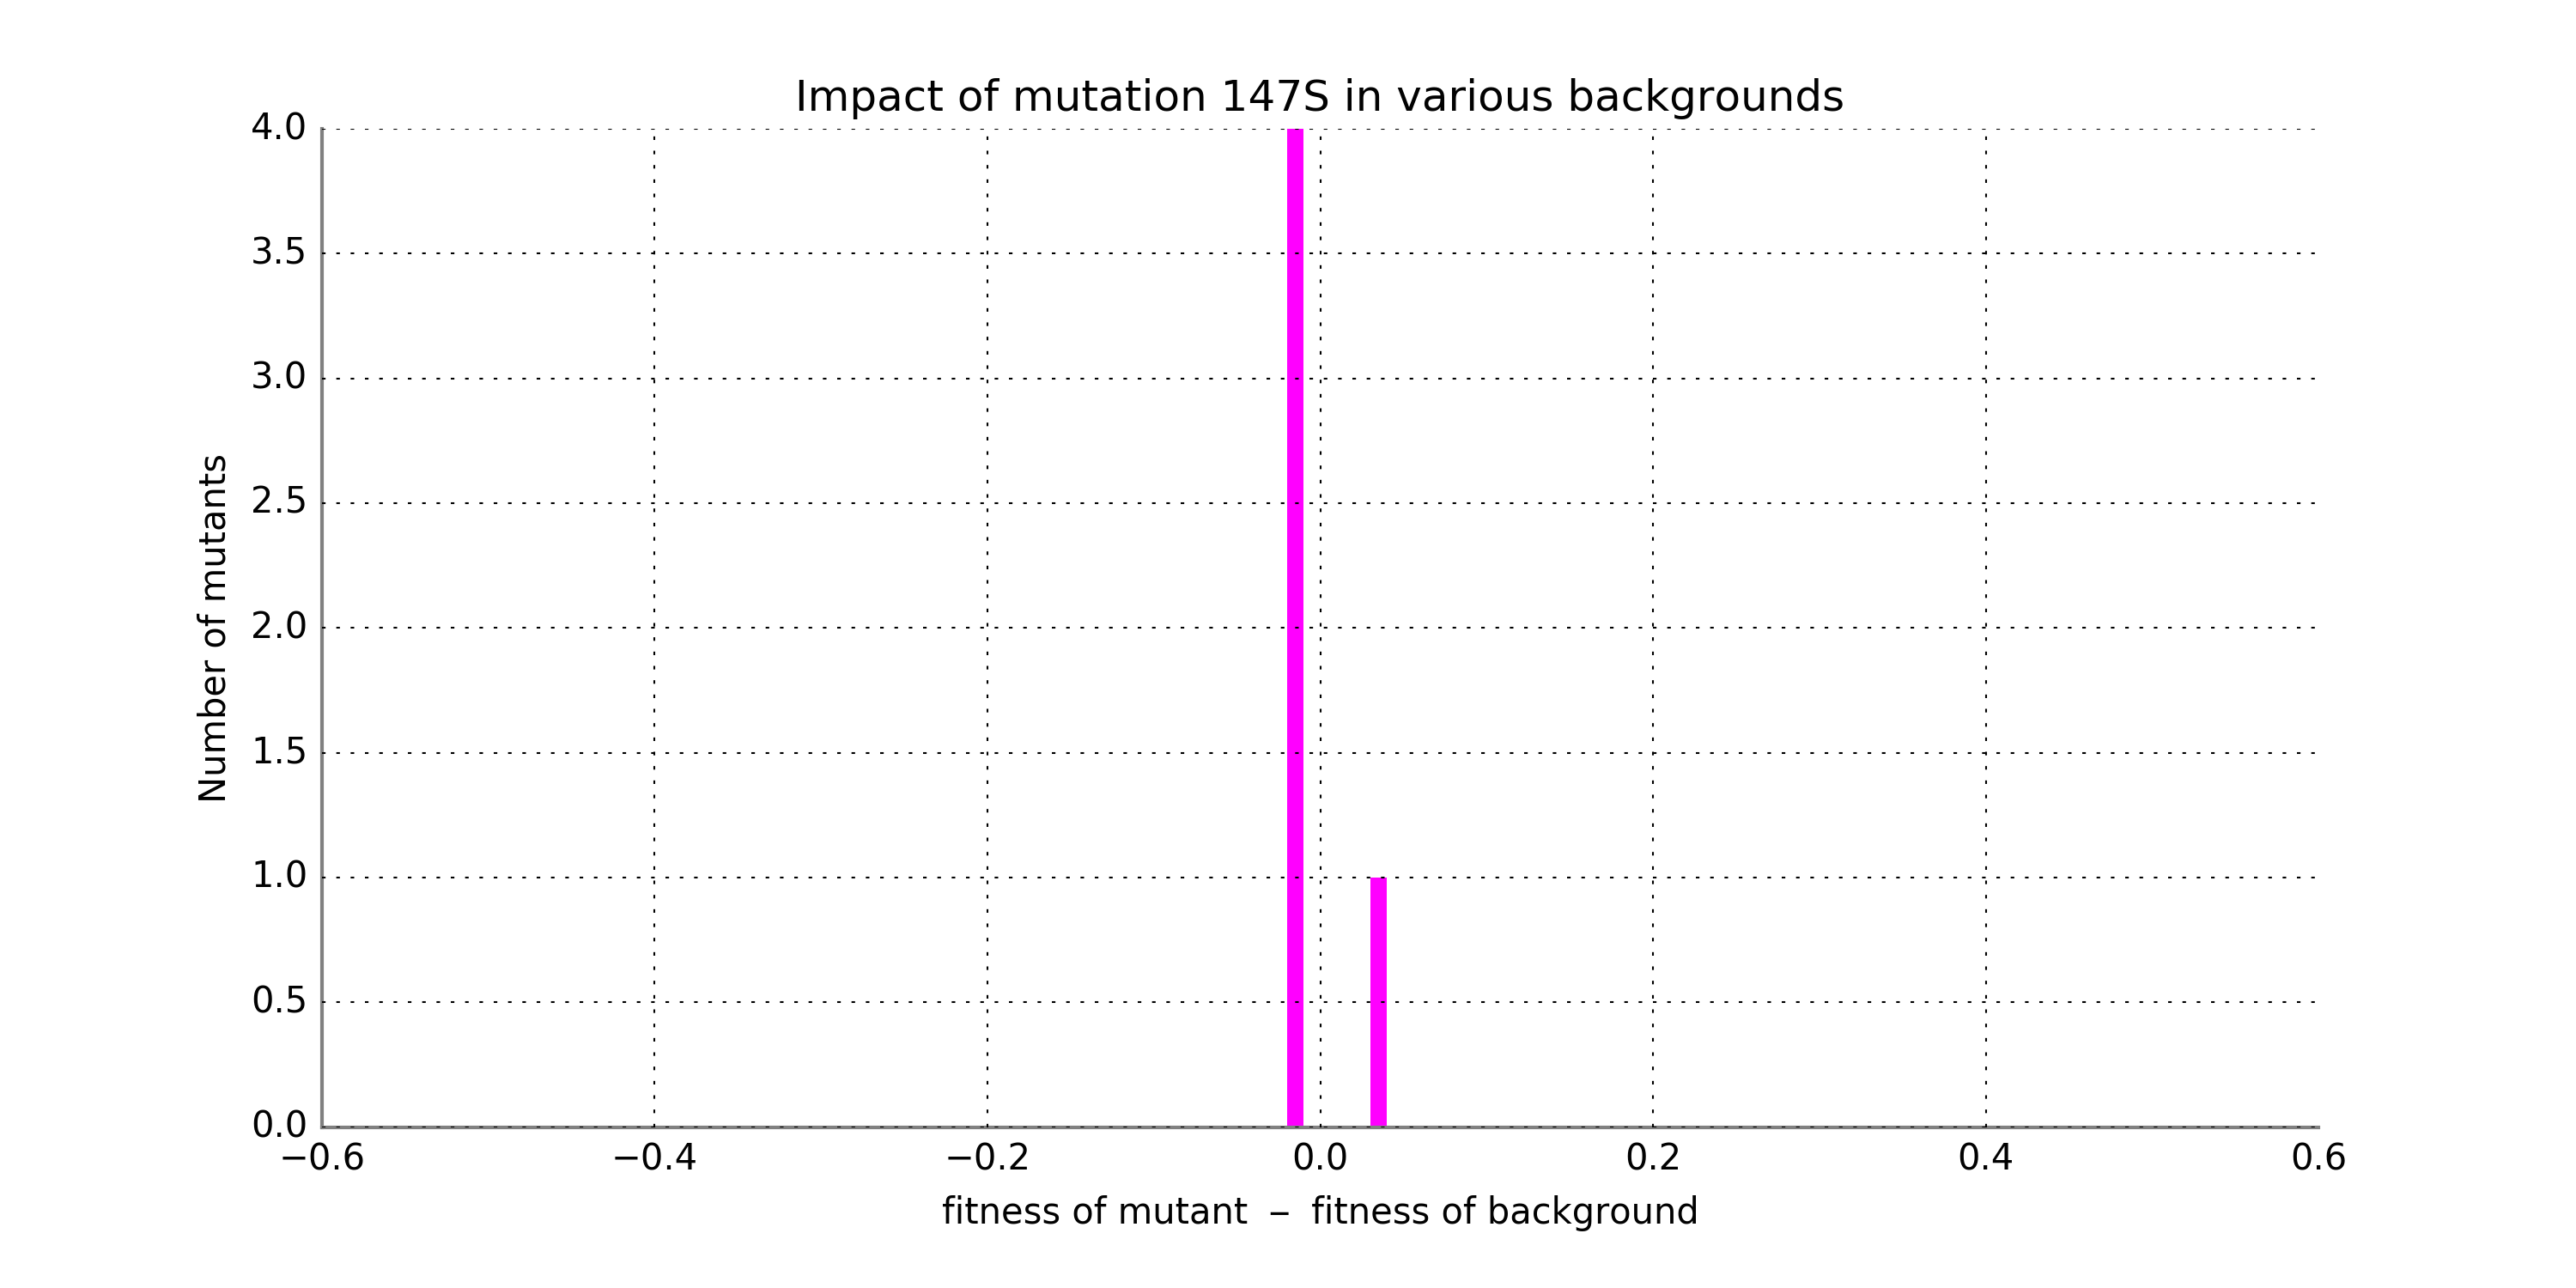 Impact of mutation 147S in various backgrounds
4.0
3.5
3.0
2.5
2.0
1.5
1.0
0.5
0.0
Number of mutants
−0.6 −0.4 −0.2 0.0 0.2 0.4 0.6
fitness of mutant − fitness of background